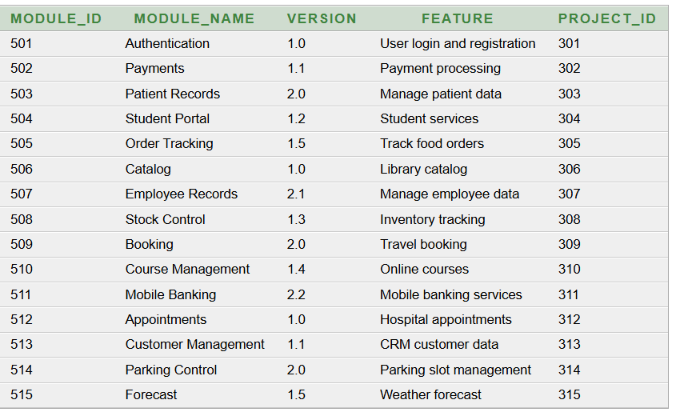 MODULE_ID MODULE_NAME VERSION FEATURE PROJECT_ID
501 Authentication 1.0 User login and registration 301
502 Payments 1.1 Payment processing 302
503 Patient Records 2.0 Manage patient data 303
504 Student Portal 1.2 Student services 304
505 Order Tracking 1.5 Track food orders 305
506 Catalog 1.0 Library catalog 306
507 Employee Records 2.1 Manage employee data 307
508 Stock Control 1.3 Inventory tracking 308
509 Booking 2.0 Travel booking 309
510 Course Management 1.4 Online courses 310
511 Mobile Banking 2.2 Mobile banking services 311
512 Appointments 1.0 Hospital appointments 312
513 Customer Management 1.1 CRM customer data 313
514 Parking Control 2.0 Parking slot management 314
515 Forecast 1.5 Weather forecast 315